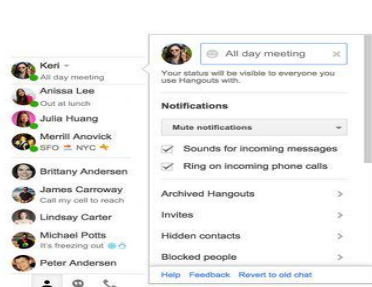 Keri
All day meeting
Anissa Lee
Out at lunch
Julia Huang
Merrill Anovick
SFO NYC
Brittany Andersen
James Carroway
Call my cell to reach
Lindsay Carter
Michael Potts
It's freezing out
Peter Andersen
All day meeting
Your status will be visible to everyone you
use Hangouts with.
Notifications
Mute notifications
Sounds for incoming messages
Ring on incoming phone calls
Archived Hangouts
Invites
Hidden contacts
Blocked people
Help Feedback Revert to old chat